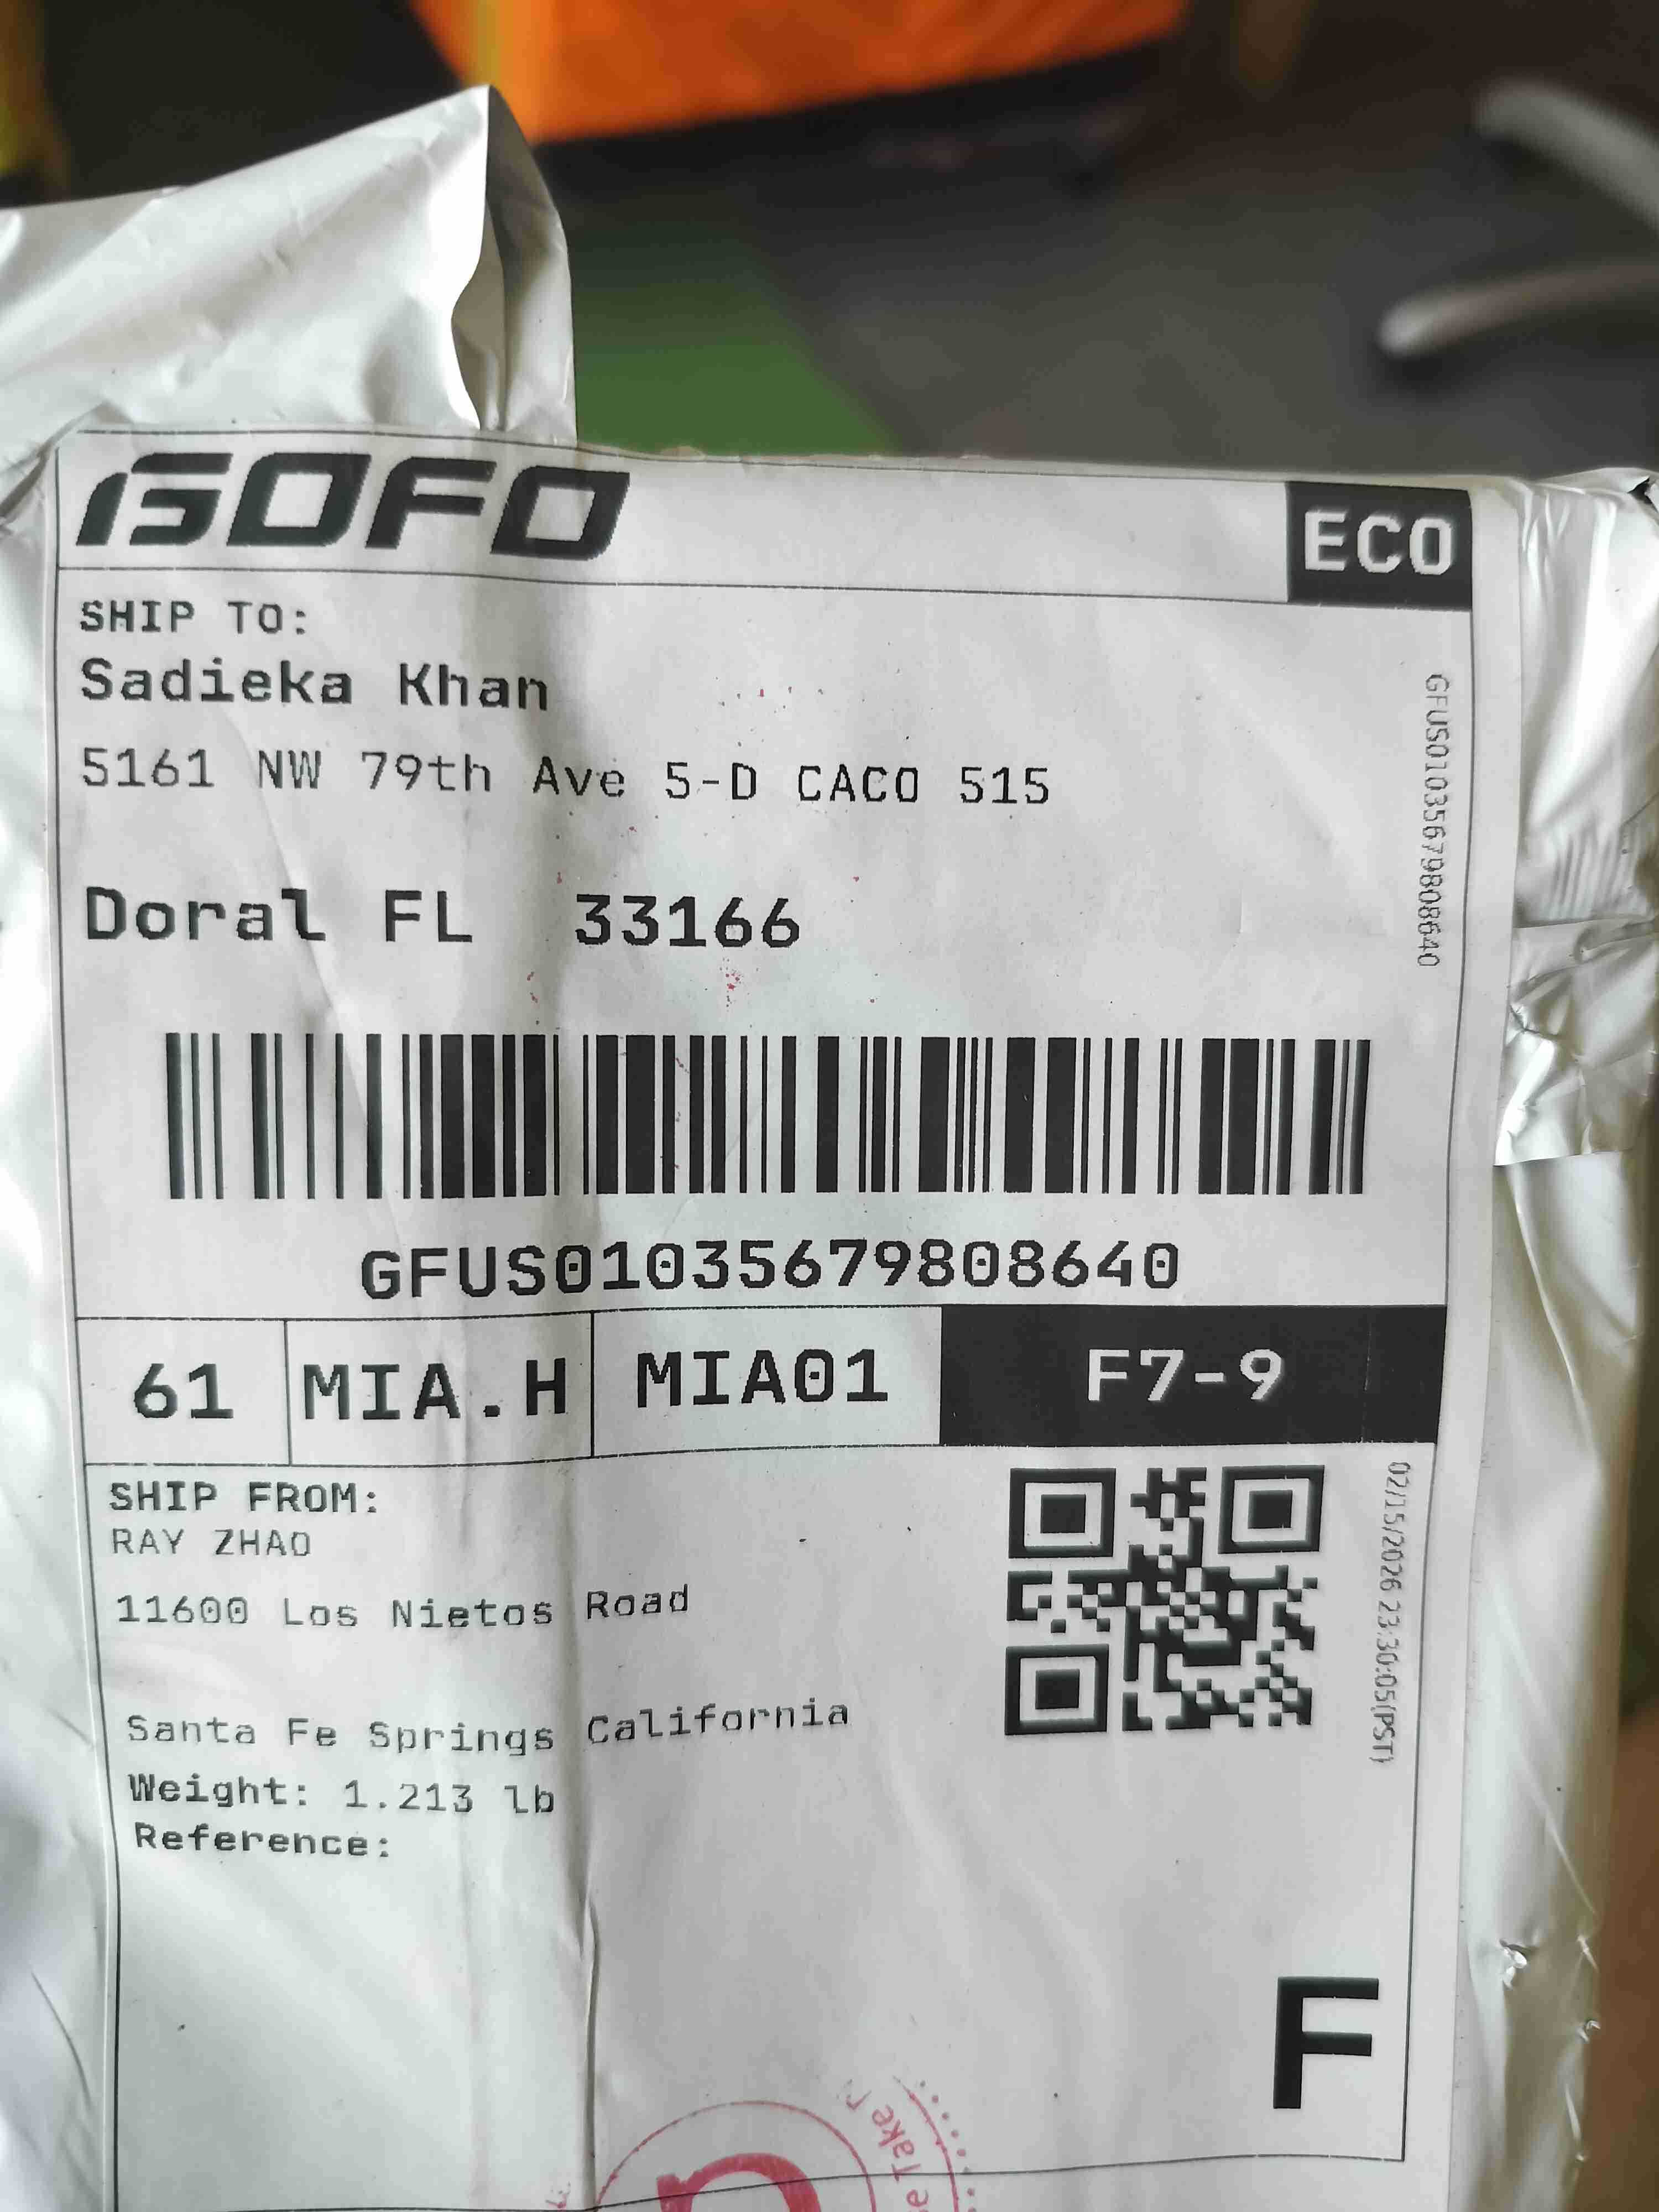 GOFO
ECO
SHIP TO:
Sadieka Khan
5161 NW 79th Ave 5-D CACO 515
Doral FL 33166
GFUS01035679808640
GFUS01035679808640
61 MIA.H MIA01 F7-9
SHIP FROM:
RAY ZHAO
11600 Los Nietos Road
Santa Fe Springs California
Weight: 1.213 lb
Reference:
02/15/2026 23:30:05(PST)
F
Take